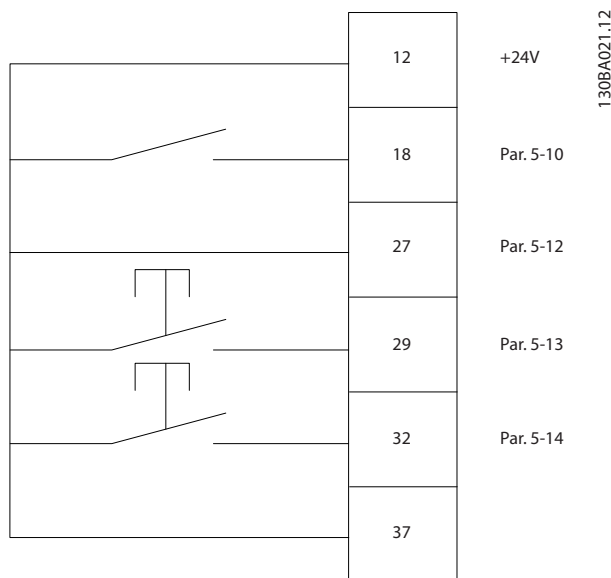 12 +24V
18 Par. 5-10
27 Par. 5-12
29 Par. 5-13
32 Par. 5-14
37
130BA021.12